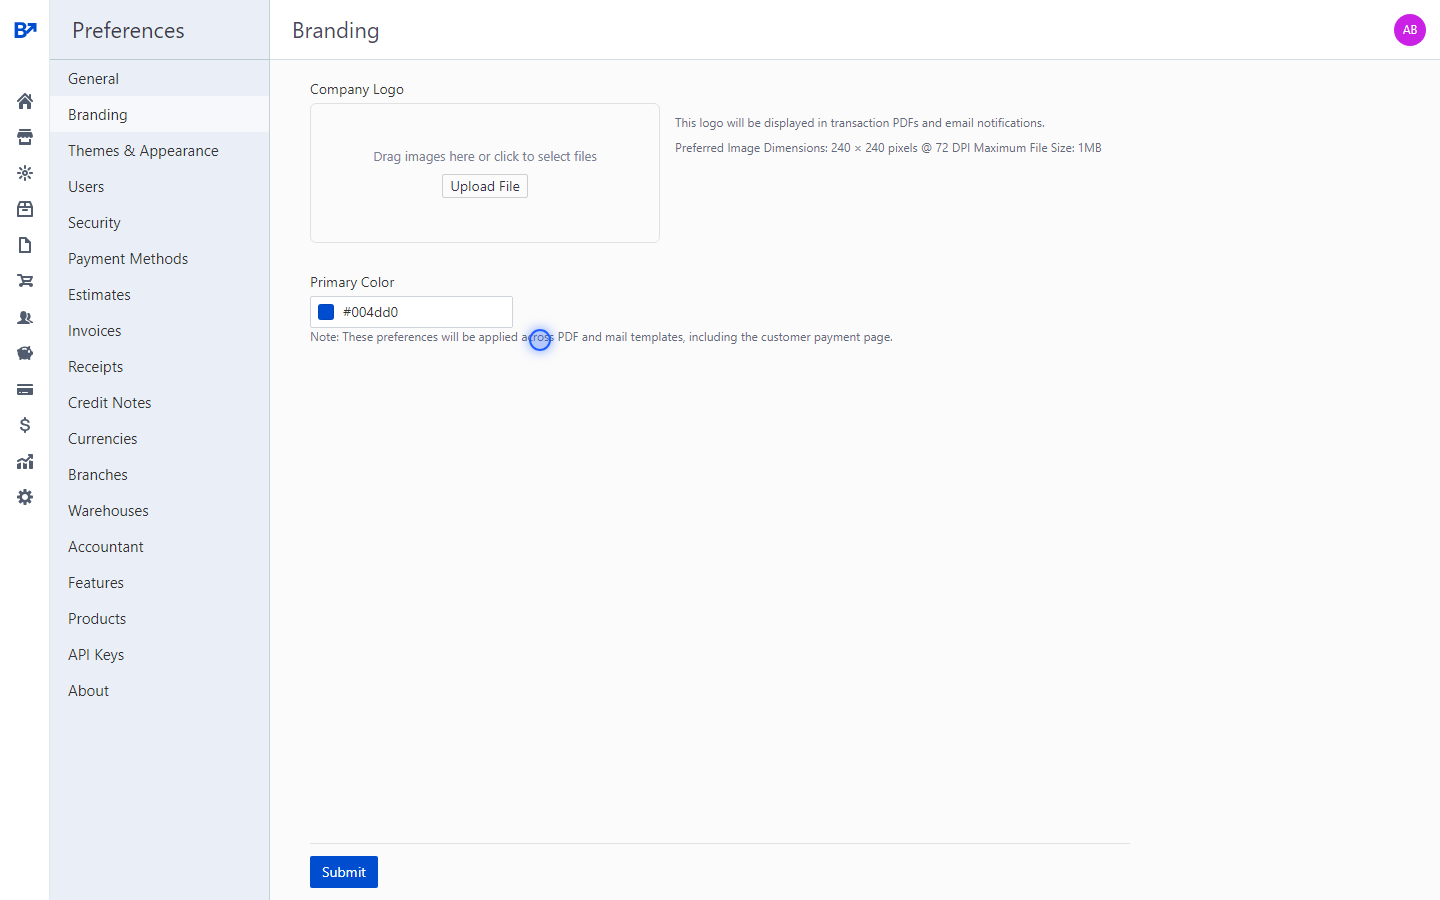 Preferences
Branding
AB
General
Branding
Themes & Appearance
Users
Security
Payment Methods
Estimates
Invoices
Receipts
Credit Notes
Currencies
Branches
Warehouses
Accountant
Features
Products
API Keys
About
Company Logo
Drag images here or click to select files
Upload File
This logo will be displayed in transaction PDFs and email notifications.
Preferred Image Dimensions: 240 × 240 pixels @ 72 DPI Maximum File Size: 1MB
Primary Color
#004dd0
Note: These preferences will be applied across PDF and mail templates, including the customer payment page.
Submit